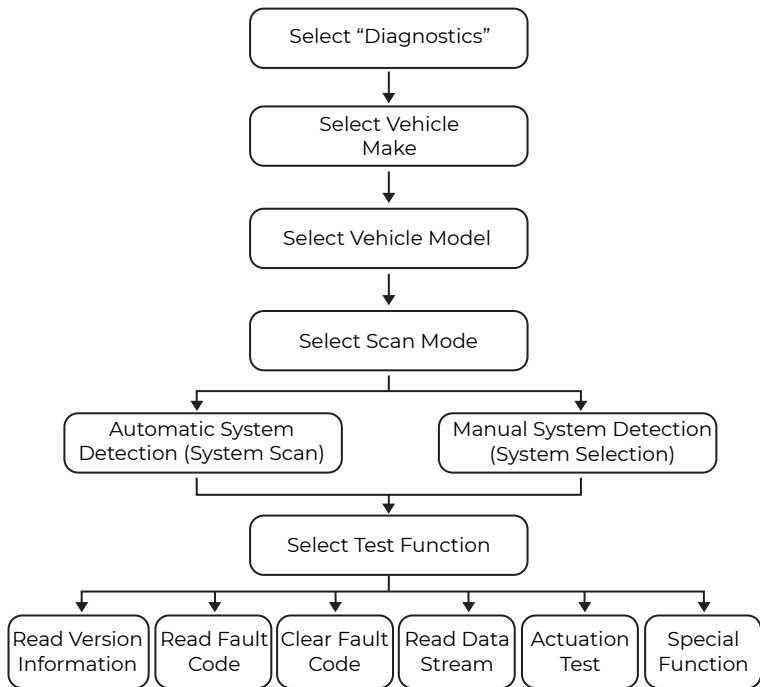 Select “Diagnostics”
Select Vehicle
Make
Select Vehicle Model
Select Scan Mode
Automatic System
Detection (System Scan)
Manual System Detection
(System Selection)
Select Test Function
Read Version
Information
Read Fault
Code
Clear Fault
Code
Read Data
Stream
Actuation
Test
Special
Function